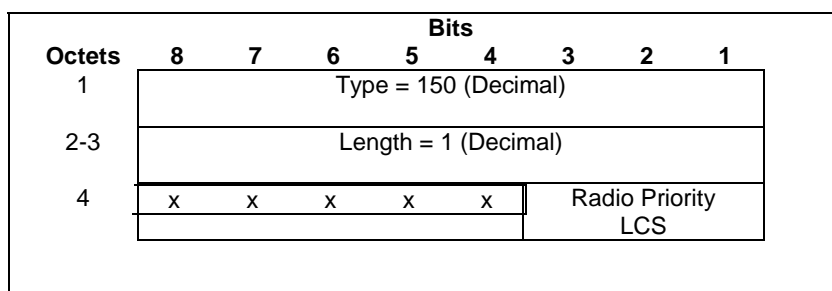 Bits
Octets 8 7 6 5 4 3 2 1
1 Type = 150 (Decimal)
2-3 Length = 1 (Decimal)
4 x x x x x Radio Priority
LCS